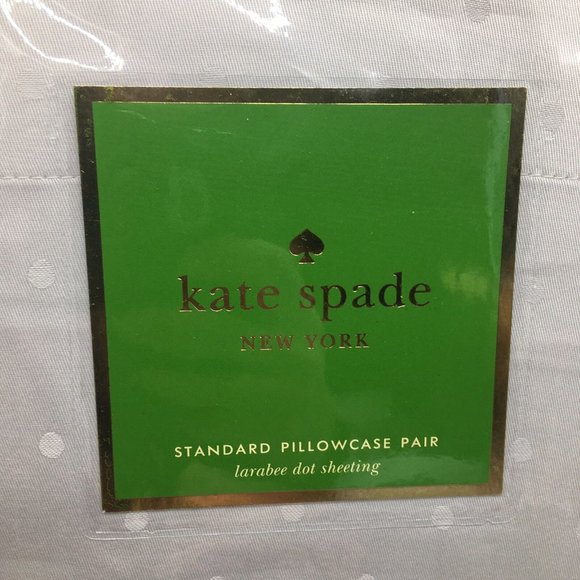 kate spade
NEW YORK
STANDARD PILLOWCASE PAIR
larabee dot sheeting